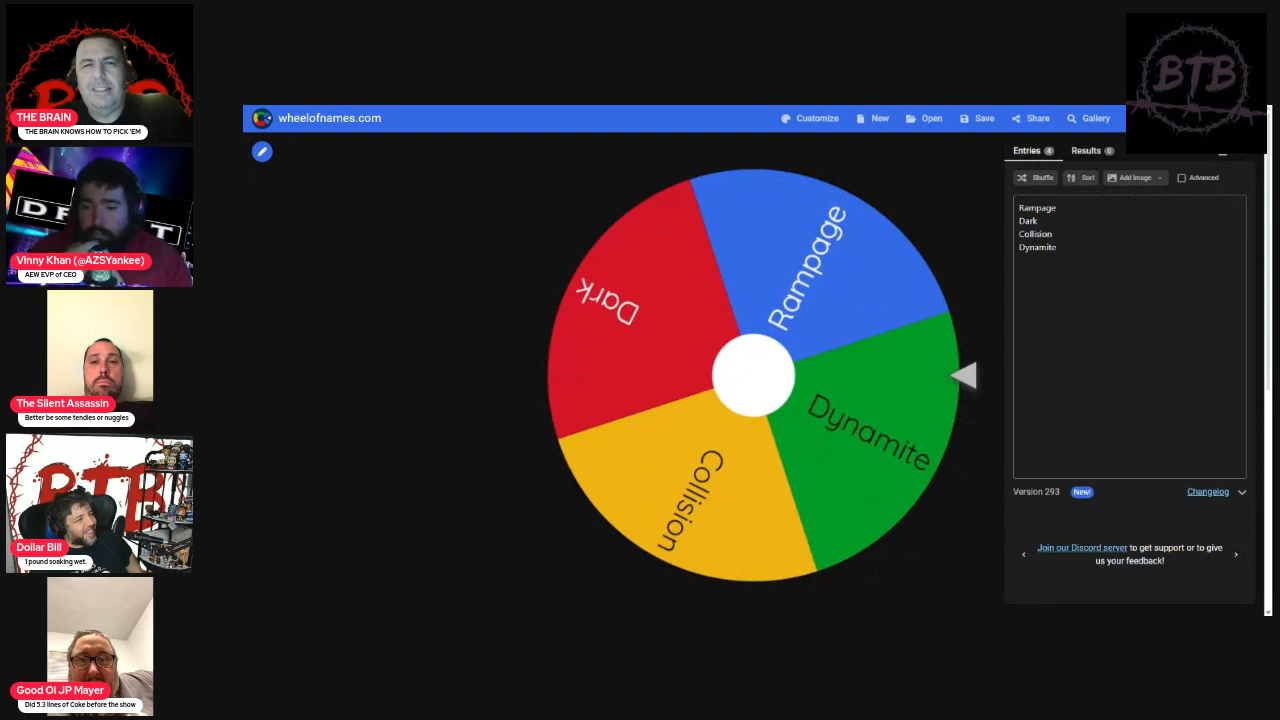 THE BRAIN
THE BRAIN KNOWS HOW TO PICK 'EM
Vinny Khan (@AZSYankee)
AEW EVP of CEO
The Silent Assassin
Better be some tendies or nuggies
BTB
Dollar Bill
1 pound soaking wet.
Good Ol JP Mayer
Did 5.3 lines of Coke before the show
wheelofnames.com
Customize
New
Open
Save
Share
Gallery
BTB
Rampage
Dark
Dynamite
Collision
Entries 4
Results 0
Shuffle
Sort
Add image
Advanced
Rampage
Dark
Collision
Dynamite
Version 293
New!
Changelog
Join our Discord server to get support or to give
us your feedback!